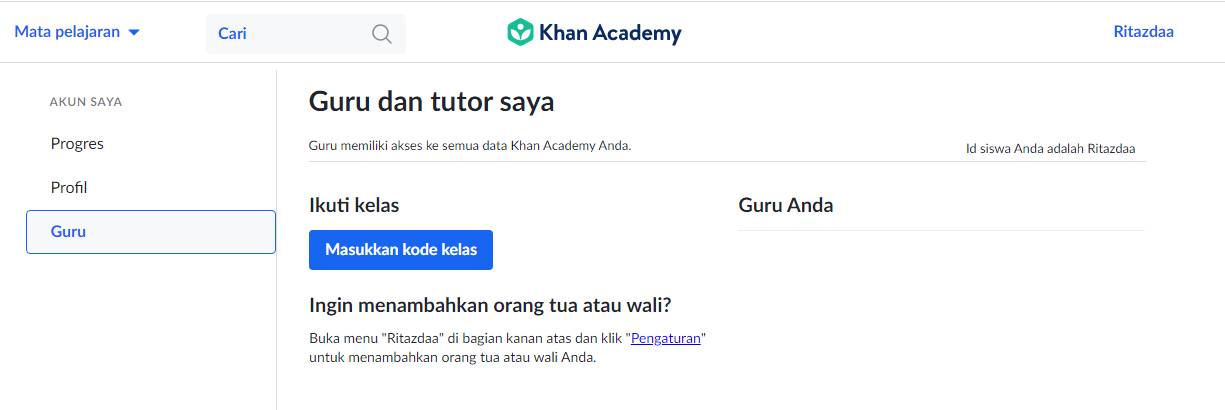 Mata pelajaran
Cari
Khan Academy
Ritazdaa
AKUN SAYA
Progres
Profil
Guru
Guru dan tutor saya
Guru memiliki akses ke semua data Khan Academy Anda.
Id siswa Anda adalah Ritazdaa
Ikuti kelas
Masukkan kode kelas
Guru Anda
Ingin menambahkan orang tua atau wali?
Buka menu "Ritazdaa" di bagian kanan atas dan klik "Pengaturan"
untuk menambahkan orang tua atau wali Anda.